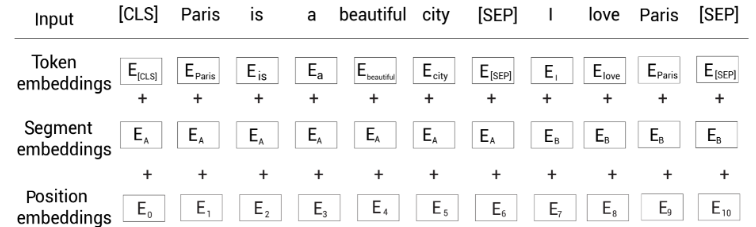 Input [CLS] Paris is a beautiful city [SEP] I love Paris [SEP]
Token embeddings E[CLS] EParis Eis Ea Ebeautiful Ecity E[SEP] EI Elove EParis E[SEP]
+ + + + + + + + + + +
Segment embeddings EA EA EA EA EA EA EA EB EB EB EB
+ + + + + + + + + + +
Position embeddings E0 E1 E2 E3 E4 E5 E6 E7 E8 E9 E10